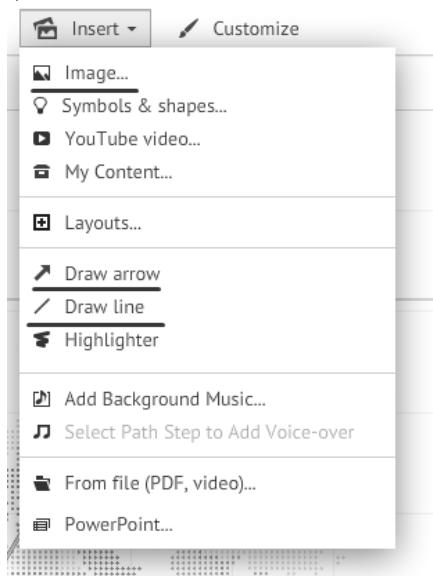 Insert Customize
Image...
Symbols & shapes...
YouTube video...
My Content...
Layouts...
Draw arrow
Draw line
Highlighter
Add Background Music...
Select Path Step to Add Voice-over
From file (PDF, video)...
PowerPoint...